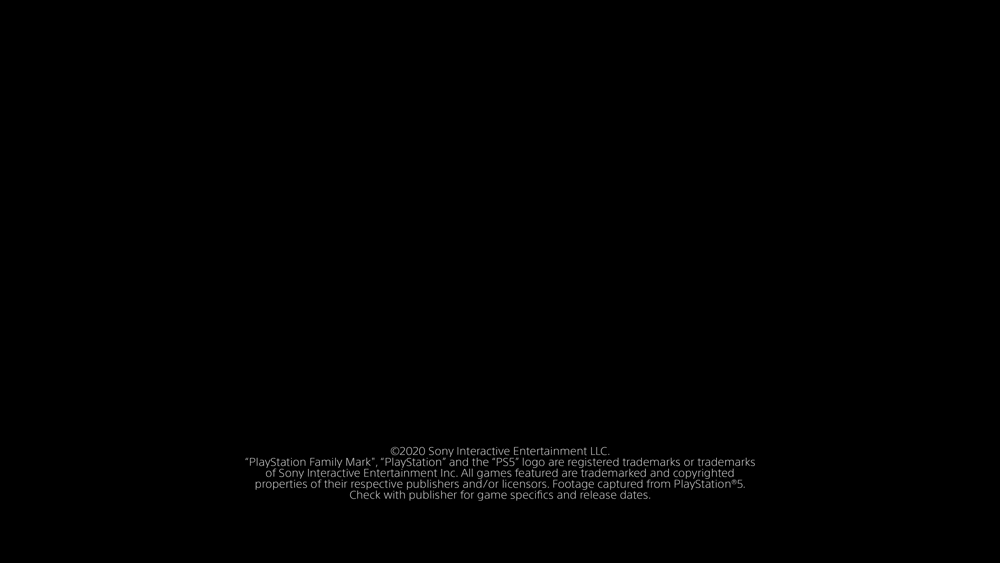 ©2020 Sony Interactive Entertainment LLC.
“PlayStation Family Mark”, “PlayStation” and the “PS5” logo are registered trademarks or trademarks
of Sony Interactive Entertainment Inc. All games featured are trademarked and copyrighted
properties of their respective publishers and/or licensors. Footage captured from PlayStation®5.
Check with publisher for game specifics and release dates.